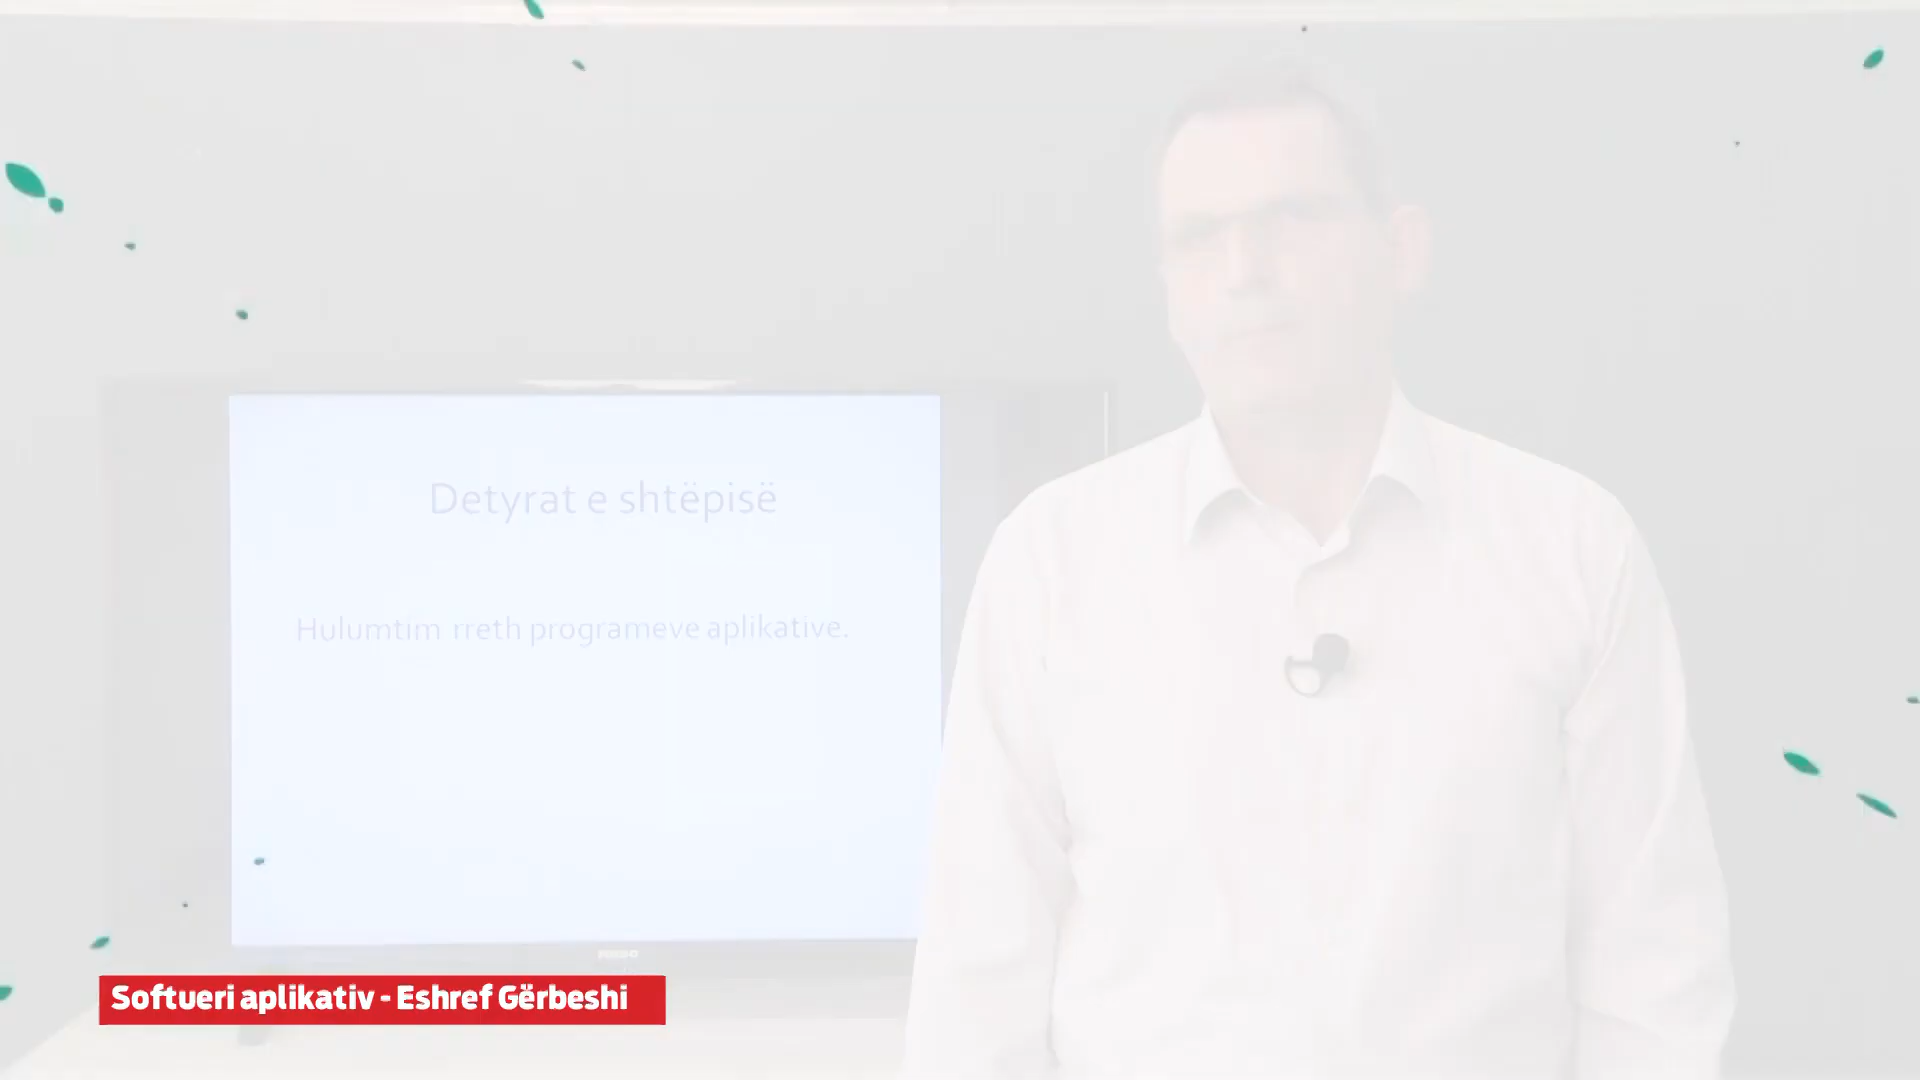 Detyrat e shtëpisë
Hulumtim rreth programeve aplikative.
Softueri aplikativ - Eshref Gërbeshi